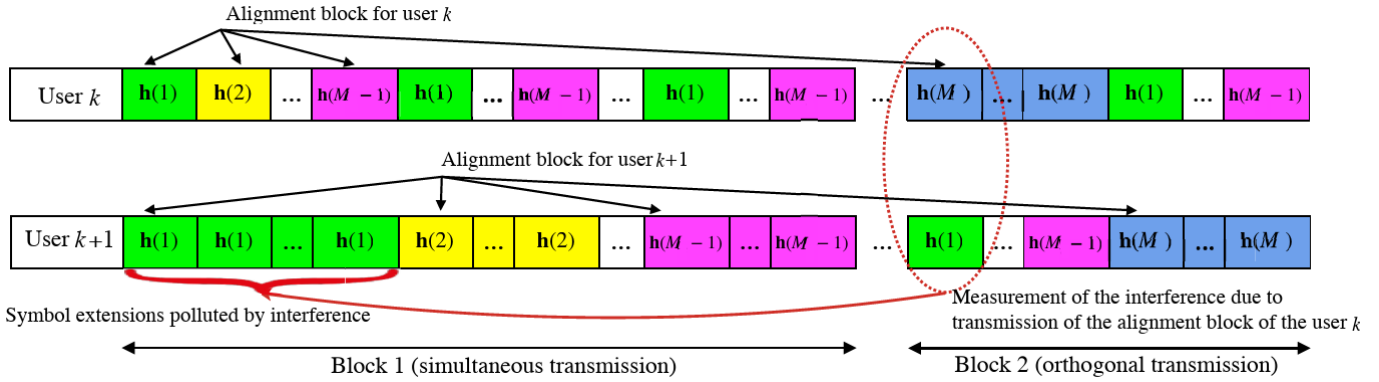 Alignment block for user k
User k h(1) h(2) ... h(M − 1) h(1) ... h(M − 1) ... h(1) ... h(M − 1) ... h(M ) ... h(M ) h(1) ... h(M − 1)
Alignment block for user k+1
User k+1 h(1) h(1) ... h(1) h(2) ... h(2) ... h(M − 1) ... h(M − 1) ... h(1) ... h(M − 1) h(M ) ... h(M )
Symbol extensions polluted by interference
Measurement of the interference due to
transmission of the alignment block of the user k
Block 1 (simultaneous transmission)
Block 2 (orthogonal transmission)